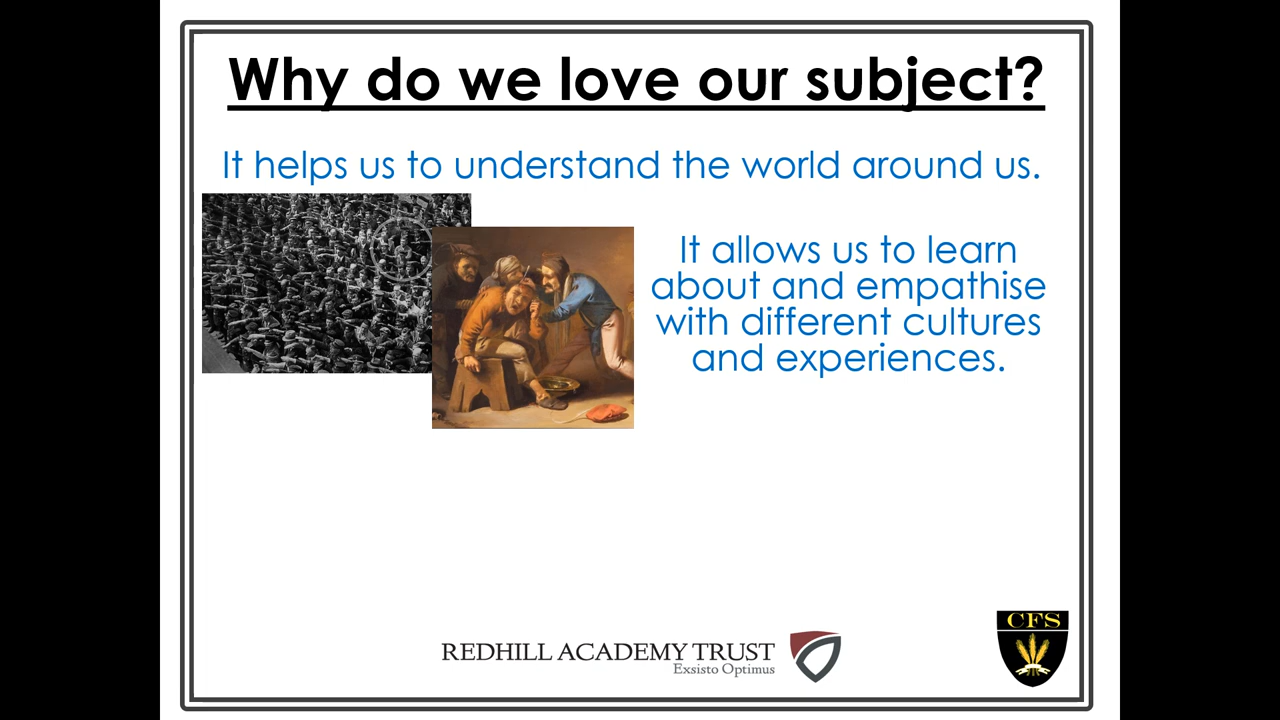 Why do we love our subject?
It helps us to understand the world around us.
It allows us to learn
about and empathise
with different cultures
and experiences.
REDHILL ACADEMY TRUST
Exsisto Optimus
CFS